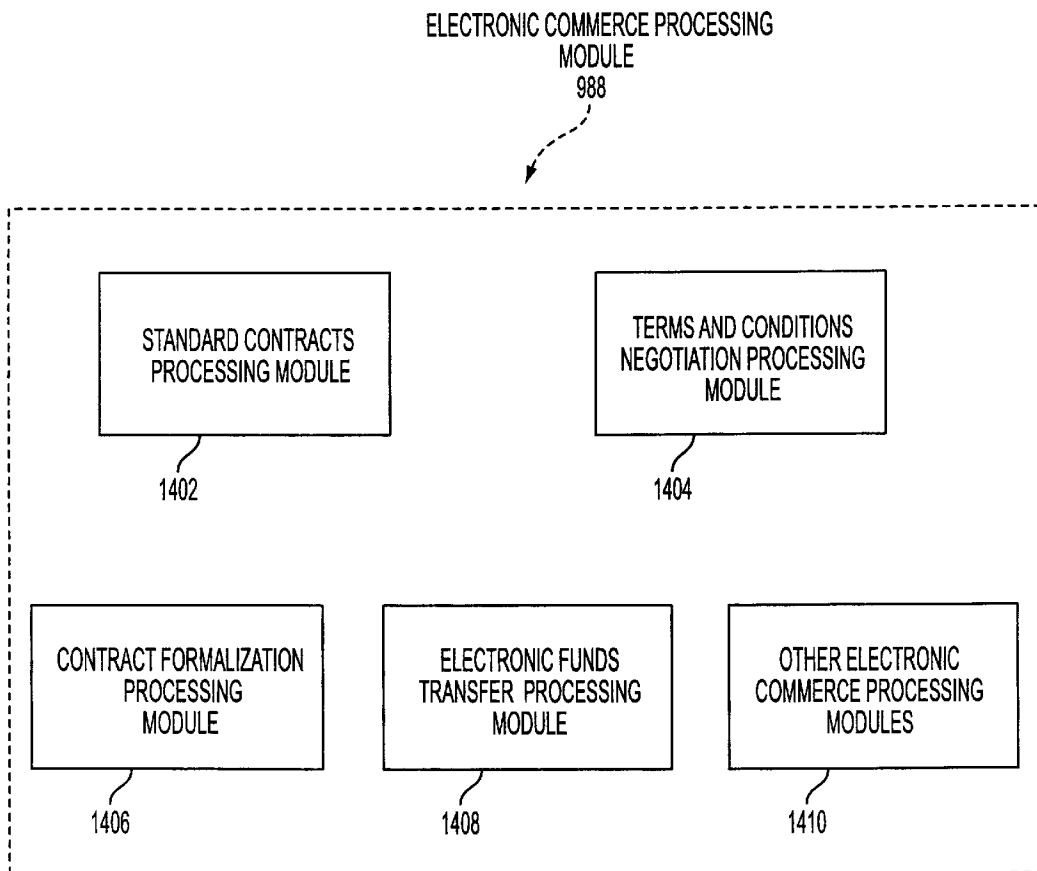 ELECTRONIC COMMERCE PROCESSING
MODULE
988
STANDARD CONTRACTS
PROCESSING MODULE
1402
TERMS AND CONDITIONS
NEGOTIATION PROCESSING
MODULE
1404
CONTRACT FORMALIZATION
PROCESSING
MODULE
1406
ELECTRONIC FUNDS
TRANSFER PROCESSING
MODULE
1408
OTHER ELECTRONIC
COMMERCE PROCESSING
MODULES
1410